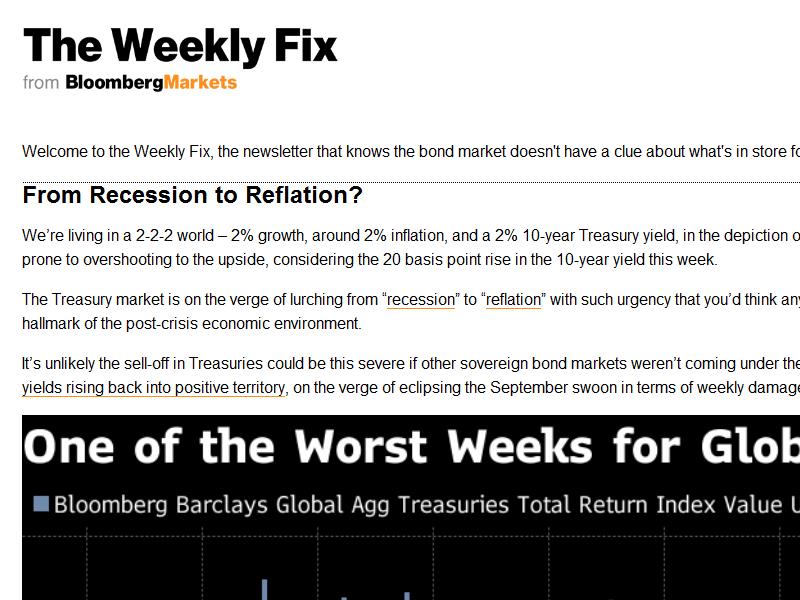 The Weekly Fix
from BloombergMarkets
Welcome to the Weekly Fix, the newsletter that knows the bond market doesn't have a clue about what's in store
From Recession to Reflation?
We’re living in a 2-2-2 world – 2% growth, around 2% inflation, and a 2% 10-year Treasury yield, in the depiction
prone to overshooting to the upside, considering the 20 basis point rise in the 10-year yield this week.
The Treasury market is on the verge of lurching from “recession” to “reflation” with such urgency that you’d think
hallmark of the post-crisis economic environment.
It’s unlikely the sell-off in Treasuries could be this severe if other sovereign bond markets weren’t coming under
yields rising back into positive territory, on the verge of eclipsing the September swoon in terms of weekly
One of the Worst Weeks for
Bloomberg Barclays Global Agg Treasuries Total Return Index Value